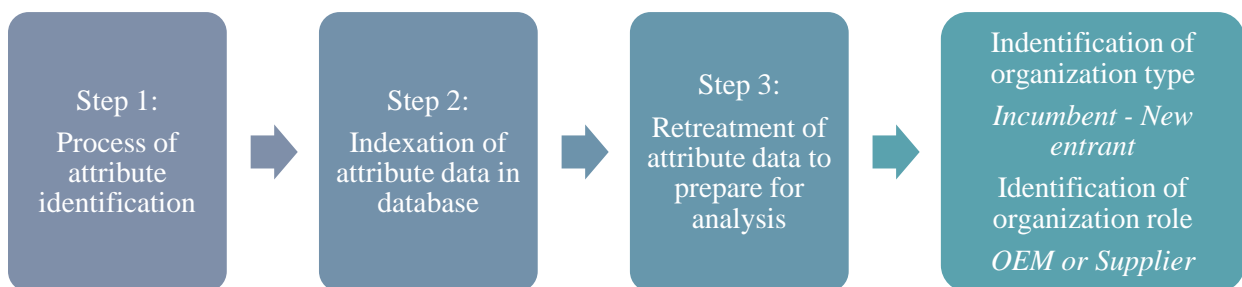 Step 1:
Process of
attribute
identification
Step 2:
Indexation of
attribute data in
database
Step 3:
Retreatment of
attribute data to
prepare for
analysis
Indentification of
organization type
Incumbent - New
entrant
Identification of
organization role
OEM or Supplier